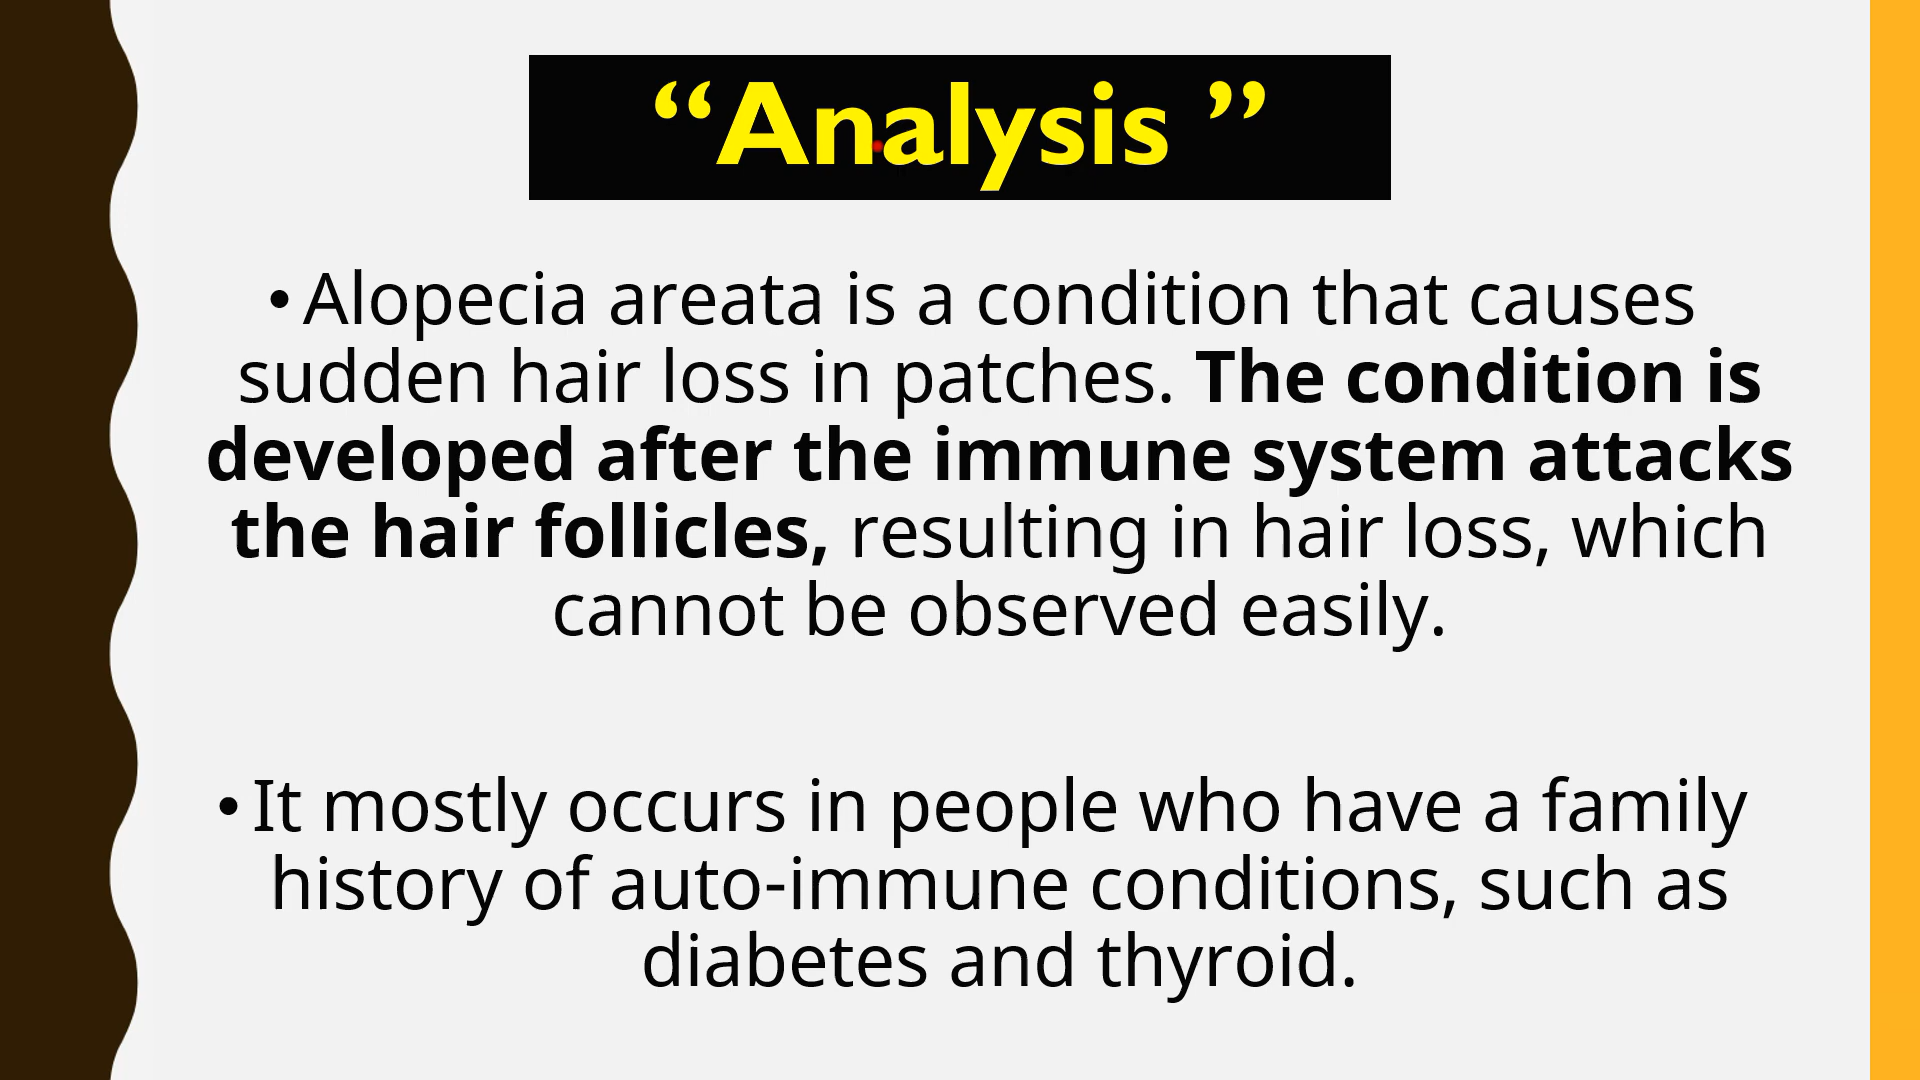 “Analysis ”
• Alopecia areata is a condition that causes
sudden hair loss in patches. The condition is
developed after the immune system attacks
the hair follicles, resulting in hair loss, which
cannot be observed easily.
• It mostly occurs in people who have a family
history of auto-immune conditions, such as
diabetes and thyroid.